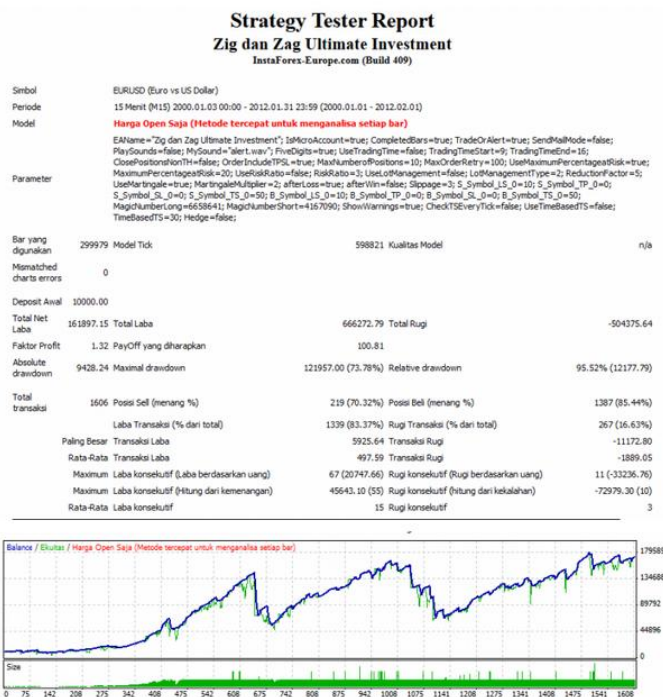 Strategy Tester Report
Zig dan Zag Ultimate Investment
InstaForex-Europe.com (Build 409)
Simbol EURUSD (Euro vs US Dollar)
Periode 15 Menit (M15) 2000.01.03 00:00 - 2012.01.31 23:59 (2000.01.01 - 2012.02.01)
Model Harga Open Saja (Metode tercepat untuk menganalisa setiap bar)
Parameter EAName="Zig dan Zag Ultimate Investment"; IsMicroAccount=true; CompletedBars=true; TradeOrAlert=true; SendMailMode=false;
PlaySounds=false; MySound="alert.wav"; FiveDigits=true; UseTradingTime=false; TradingTimeStart=9; TradingTimeEnd=16;
ClosePositionsNonTH=false; OrderIncludeTPSL=true; MaxNumberofPositions=10; MaxOrderRetry=100; UseMaximumPercentageatRisk=true;
MaximumPercentageatRisk=20; UseRiskRatio=false; RiskRatio=3; UseLotManagement=false; LotManagementType=2; ReductionFactor=5;
UseMartingale=true; MartingaleMultiplier=2; afterLoss=true; afterWin=false; Slippage=3; S_Symbol_LS_0=10; S_Symbol_TP_0=0;
S_Symbol_SL_0=0; S_Symbol_TS_0=50; B_Symbol_LS_0=10; B_Symbol_TP_0=0; B_Symbol_SL_0=0; B_Symbol_TS_0=50;
MagicNumberLong=6658641; MagicNumberShort=4167090; ShowWarnings=true; CheckTSEveryTick=false; UseTimeBasedTS=false;
TimeBasedTS=30; Hedge=false;
Bar yang digunakan 299979 Model Tick 598821 Kualitas Model n/a
Mismatched charts errors 0
Deposit Awal 10000.00
Total Net Laba 161897.15 Total Laba 666272.79 Total Rugi -504375.64
Faktor Profit 1.32 PayOff yang diharapkan 100.81
Absolute drawdown 9428.24 Maximal drawdown 121957.00 (73.78%) Relative drawdown 95.52% (12177.79)
Total transaksi 1606 Posisi Sell (menang %) 219 (70.32%) Posisi Beli (menang %) 1387 (85.44%)
Laba Transaksi (% dari total) 1339 (83.37%) Rugi Transaksi (% dari total) 267 (16.63%)
Paling Besar Transaksi Laba 5925.64 Transaksi Rugi -11172.80
Rata-Rata Transaksi Laba 497.59 Transaksi Rugi -1889.05
Maximum Laba konsekutif (Laba berdasarkan uang) 67 (20747.66) Rugi konsekutif (Rugi berdasarkan uang) 11 (-33236.76)
Maximum Laba konsekutif (Hitung dari kemenangan) 45643.10 (55) Rugi konsekutif (hitung dari kekalahan) -72979.30 (10)
Rata-Rata Laba konsekutif 15 Rugi konsekutif 3
Balance / Ekuitas / Harga Open Saja (Metode tercepat untuk menganalisa setiap bar)
179589
134688
89792
44896
0
Size
0 75 142 208 275 342 408 475 542 608 675 742 808 875 942 1008 1075 1141 1208 1275 1341 1408 1475 1541 1608